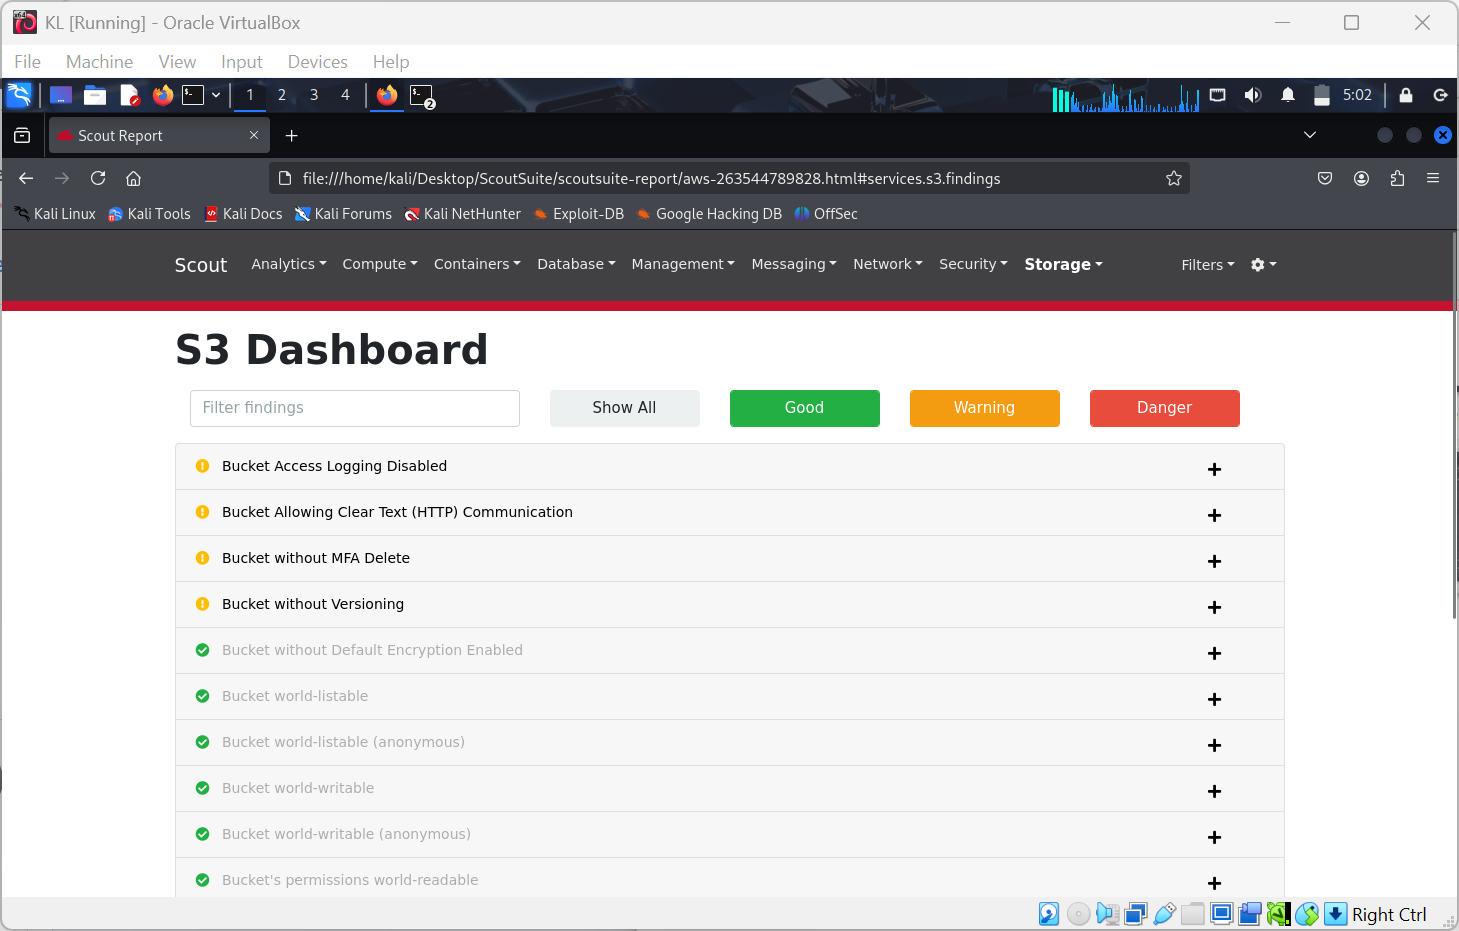 KL [Running] - Oracle VirtualBox
File Machine View Input Devices Help
1 2 3 4 2 5:02
Scout Report
file:///home/kali/Desktop/ScoutSuite/scoutsuite-report/aws-263544789828.html#services.s3.findings
Kali Linux Kali Tools Kali Docs Kali Forums Kali NetHunter Exploit-DB Google Hacking DB OffSec
Scout Analytics Compute Containers Database Management Messaging Network Security Storage Filters
S3 Dashboard
Filter findings Show All Good Warning Danger
Bucket Access Logging Disabled
Bucket Allowing Clear Text (HTTP) Communication
Bucket without MFA Delete
Bucket without Versioning
Bucket without Default Encryption Enabled
Bucket world-listable
Bucket world-listable (anonymous)
Bucket world-writable
Bucket world-writable (anonymous)
Bucket's permissions world-readable
Right Ctrl